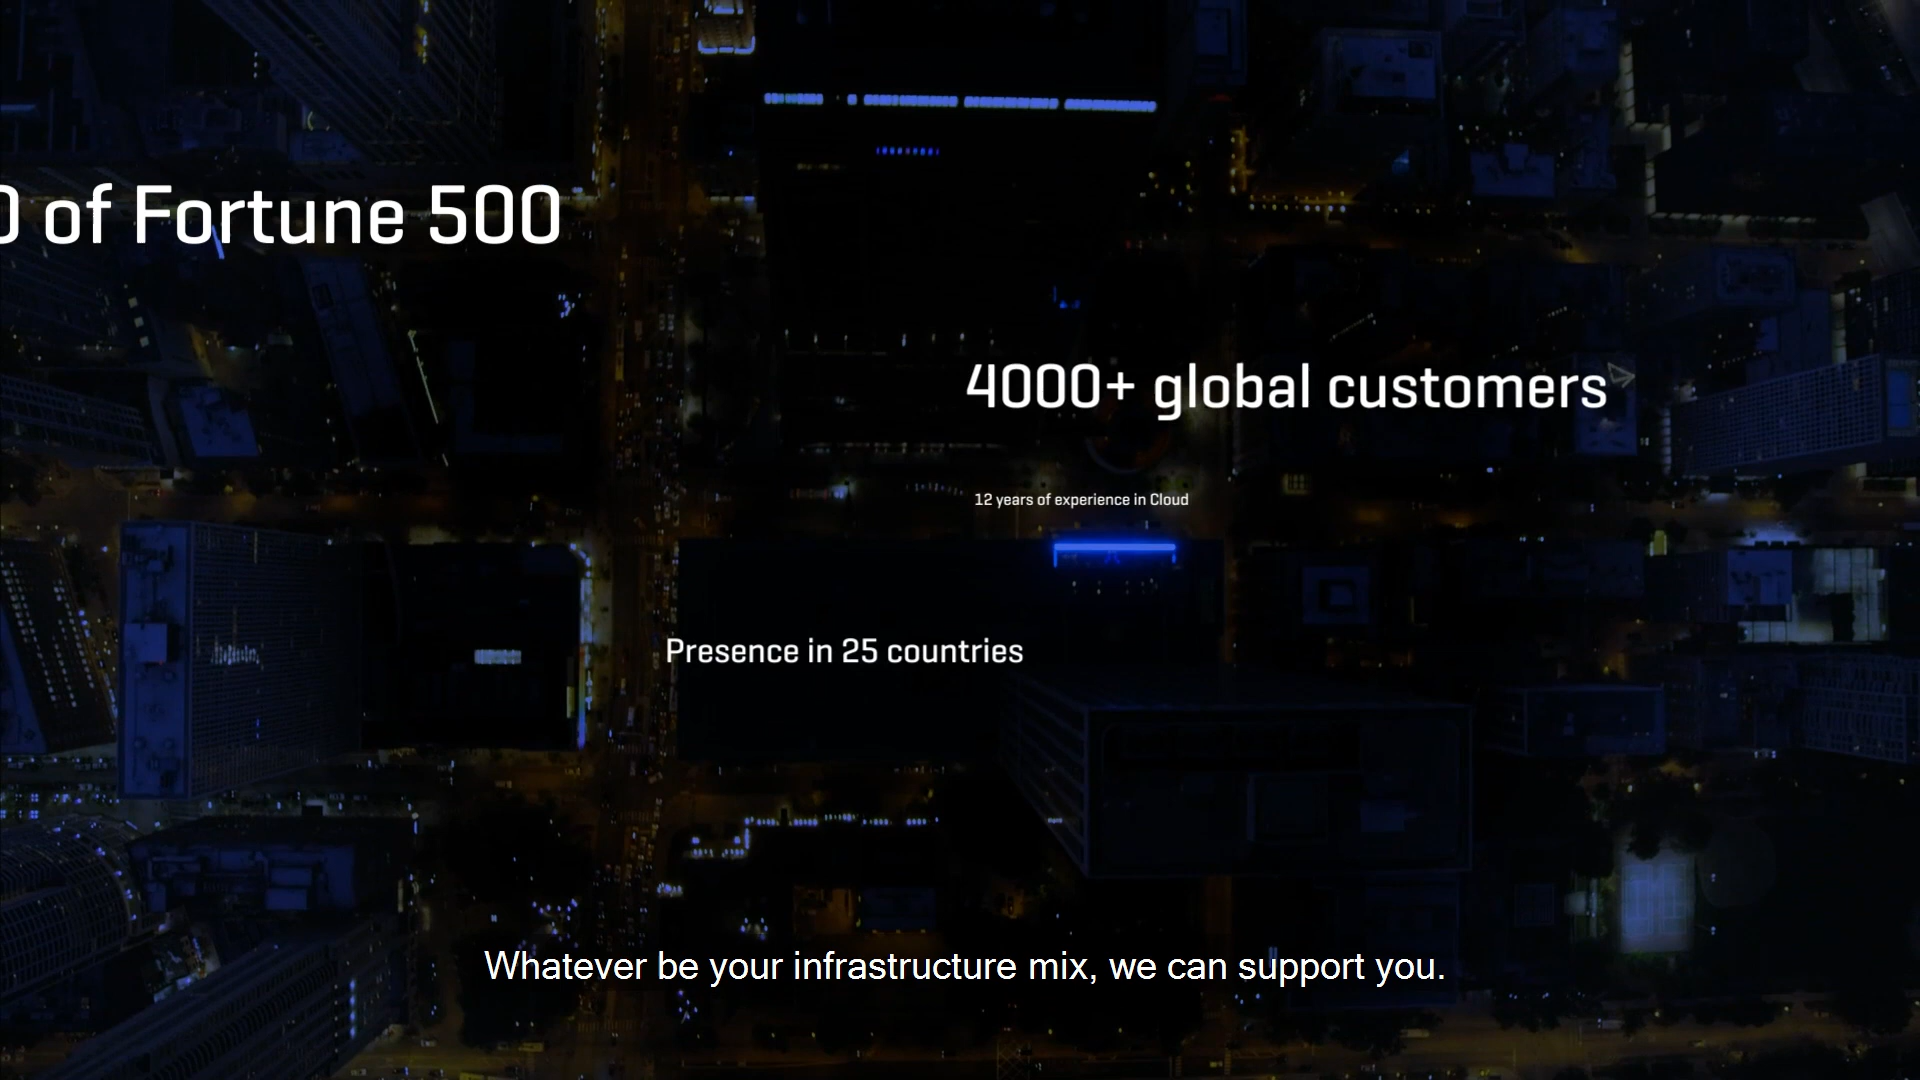 of Fortune 500
4000+ global customers
12 years of experience in Cloud
Presence in 25 countries
Whatever be your infrastructure mix, we can support you.